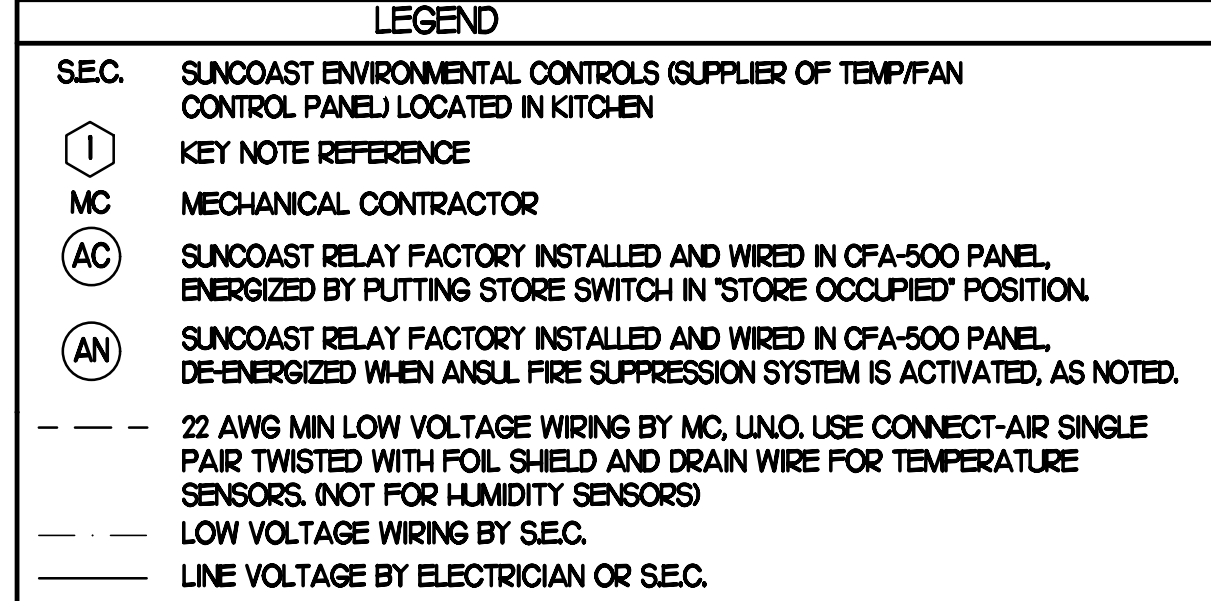 LEGEND
S.E.C. SUNCOAST ENVIRONMENTAL CONTROLS (SUPPLIER OF TEMP/FAN
CONTROL PANEL) LOCATED IN KITCHEN
1 KEY NOTE REFERENCE
MC MECHANICAL CONTRACTOR
AC SUNCOAST RELAY FACTORY INSTALLED AND WIRED IN CFA-500 PANEL,
ENERGIZED BY PUTTING STORE SWITCH IN "STORE OCCUPIED" POSITION.
AN SUNCOAST RELAY FACTORY INSTALLED AND WIRED IN CFA-500 PANEL,
DE-ENERGIZED WHEN ANSUL FIRE SUPPRESSION SYSTEM IS ACTIVATED, AS NOTED.
22 AWG MIN LOW VOLTAGE WIRING BY MC, U.N.O. USE CONNECT-AIR SINGLE
PAIR TWISTED WITH FOIL SHIELD AND DRAIN WIRE FOR TEMPERATURE
SENSORS. (NOT FOR HUMIDITY SENSORS)
LOW VOLTAGE WIRING BY S.E.C.
LINE VOLTAGE BY ELECTRICIAN OR S.E.C.